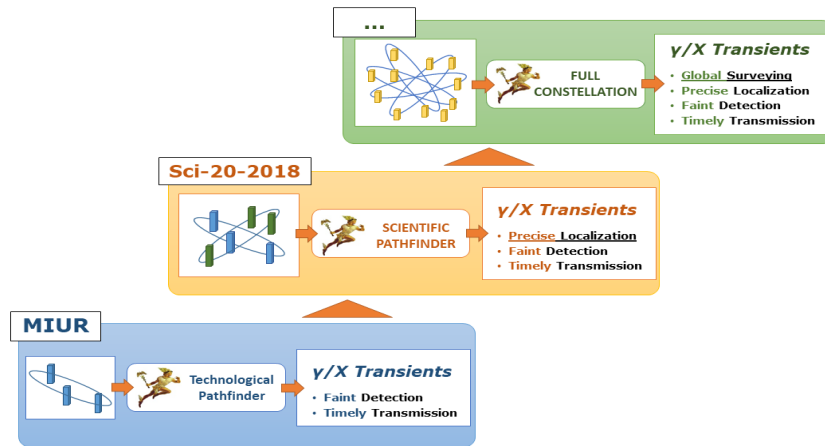 ...
γ/X Transients
FULL
CONSTELLATION
• Global Surveying
• Precise Localization
• Faint Detection
• Timely Transmission
Sci-20-2018
γ/X Transients
SCIENTIFIC
PATHFINDER
• Precise Localization
• Faint Detection
• Timely Transmission
MIUR
γ/X Transients
Technological
Pathfinder
• Faint Detection
• Timely Transmission